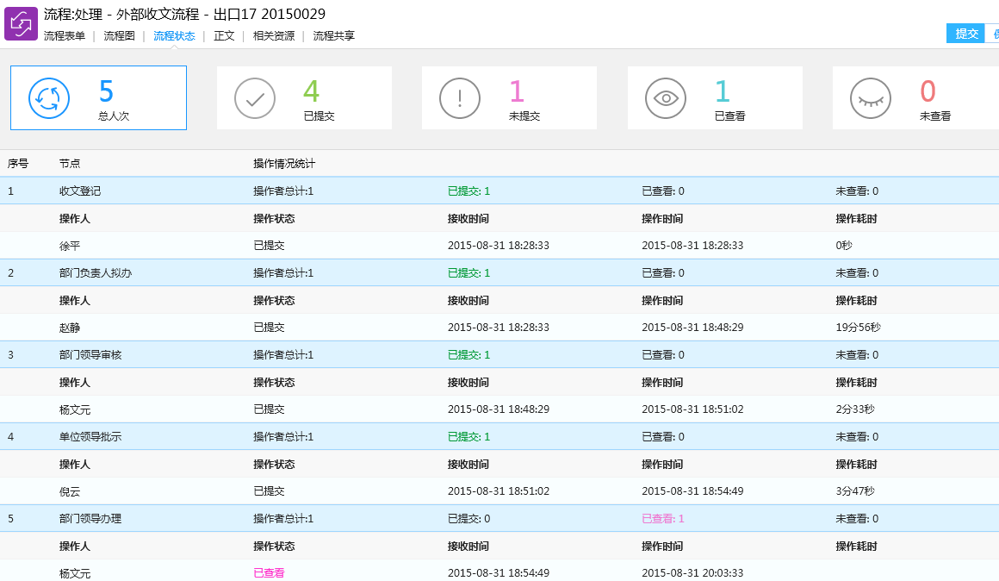 流程:处理 - 外部收文流程 - 出口17 20150029
流程表单 | 流程图 | 流程状态 | 正文 | 相关资源 | 流程共享
提交
5 4 1 1 0
总人次 已提交 未提交 已查看 未查看
序号 节点 操作情况统计
1 收文登记 操作者总计:1 已提交: 1 已查看: 0 未查看: 0
操作人 操作状态 接收时间 操作时间 操作耗时
徐平 已提交 2015-08-31 18:28:33 2015-08-31 18:28:33 0秒
2 部门负责人拟办 操作者总计:1 已提交: 1 已查看: 0 未查看: 0
操作人 操作状态 接收时间 操作时间 操作耗时
赵静 已提交 2015-08-31 18:28:33 2015-08-31 18:48:29 19分56秒
3 部门领导审核 操作者总计:1 已提交: 1 已查看: 0 未查看: 0
操作人 操作状态 接收时间 操作时间 操作耗时
杨文元 已提交 2015-08-31 18:48:29 2015-08-31 18:51:02 2分33秒
4 单位领导批示 操作者总计:1 已提交: 1 已查看: 0 未查看: 0
操作人 操作状态 接收时间 操作时间 操作耗时
倪云 已提交 2015-08-31 18:51:02 2015-08-31 18:54:49 3分47秒
5 部门领导办理 操作者总计:1 已提交: 0 已查看: 1 未查看: 0
操作人 操作状态 接收时间 操作时间 操作耗时
杨文元 已查看 2015-08-31 18:54:49 2015-08-31 20:03:33